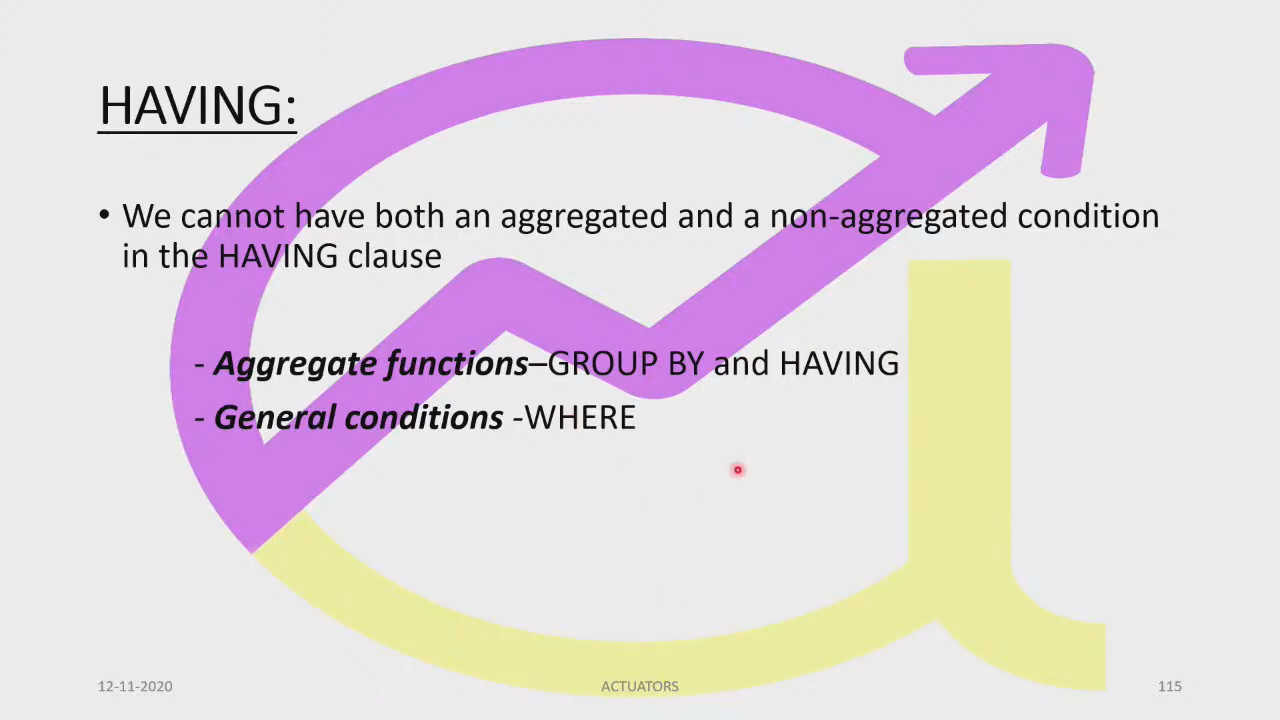 HAVING:
• We cannot have both an aggregated and a non-aggregated condition
in the HAVING clause
- Aggregate functions–GROUP BY and HAVING
- General conditions -WHERE
12-11-2020
ACTUATORS
115